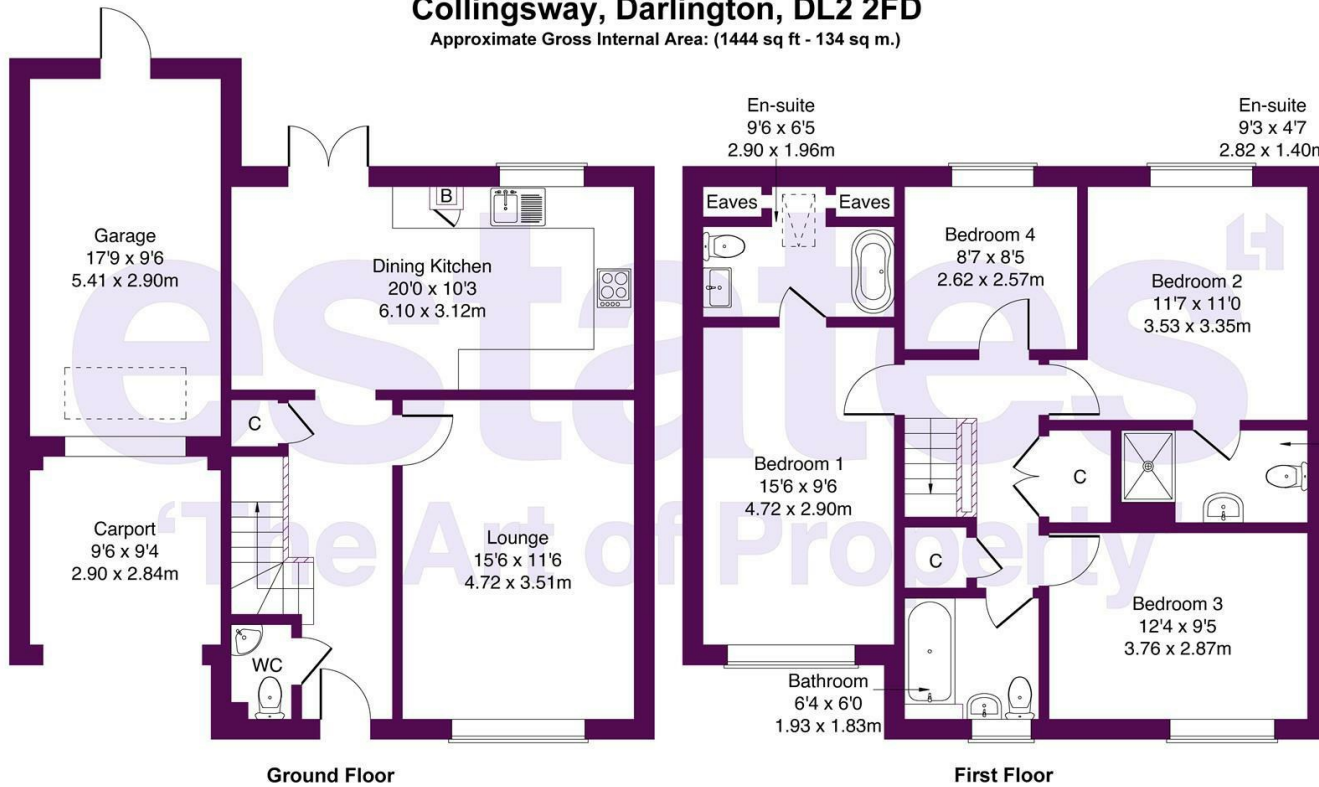 Collingsway, Darlington, DL2 2FD
Approximate Gross Internal Area: (1444 sq ft - 134 sq m.)
Garage
17'9 x 9'6
5.41 x 2.90m
B
Dining Kitchen
20'0 x 10'3
6.10 x 3.12m
C
Carport
9'6 x 9'4
2.90 x 2.84m
Lounge
15'6 x 11'6
4.72 x 3.51m
WC
Ground Floor
En-suite
9'6 x 6'5
2.90 x 1.96m
En-suite
9'3 x 4'7
2.82 x 1.40m
Eaves
Eaves
Bedroom 4
8'7 x 8'5
2.62 x 2.57m
Bedroom 2
11'7 x 11'0
3.53 x 3.35m
Bedroom 1
15'6 x 9'6
4.72 x 2.90m
C
C
Bedroom 3
12'4 x 9'5
3.76 x 2.87m
Bathroom
6'4 x 6'0
1.93 x 1.83m
First Floor
estates
'The Art of Property